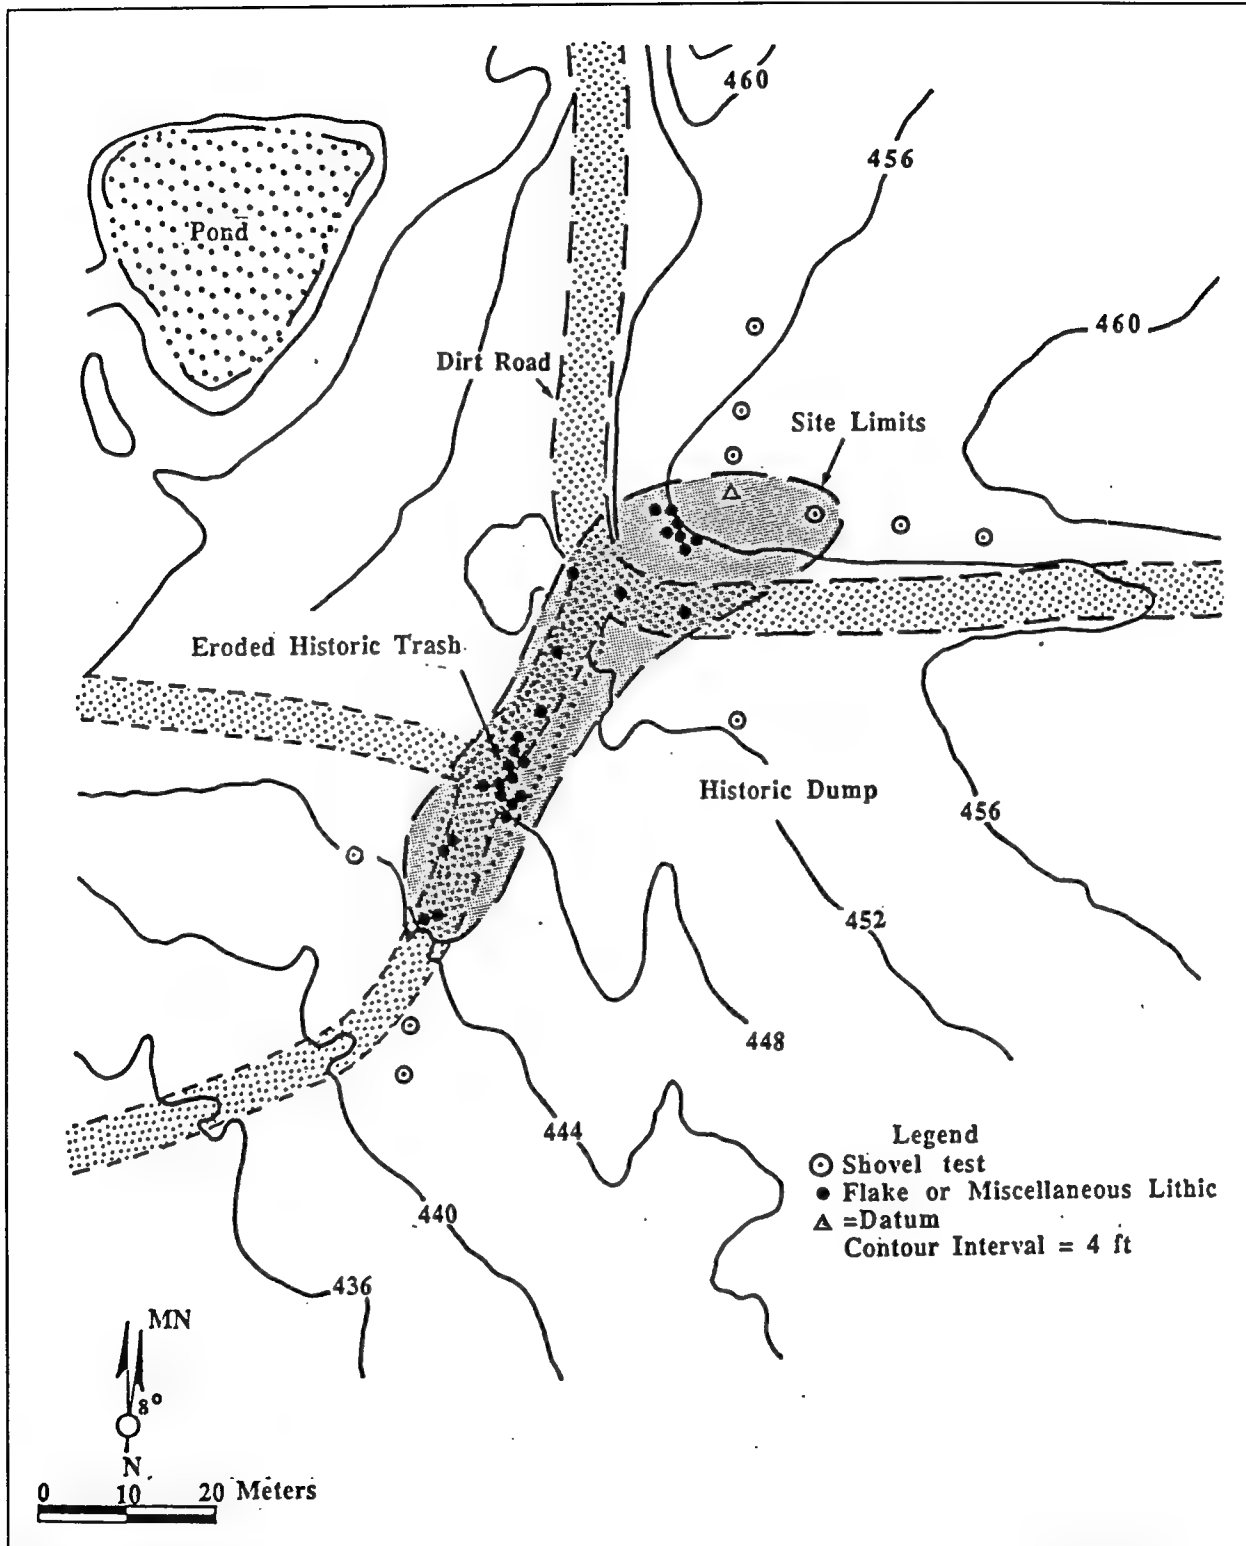 460
456
Pond
460
Dirt Road
Site Limits
Eroded Historic Trash
Historic Dump
456
452
448
444
Legend
Shovel test
Flake or Miscellaneous Lithic
=Datum
Contour Interval = 4 ft
440
436
MN
8°
N
0 10 20 Meters